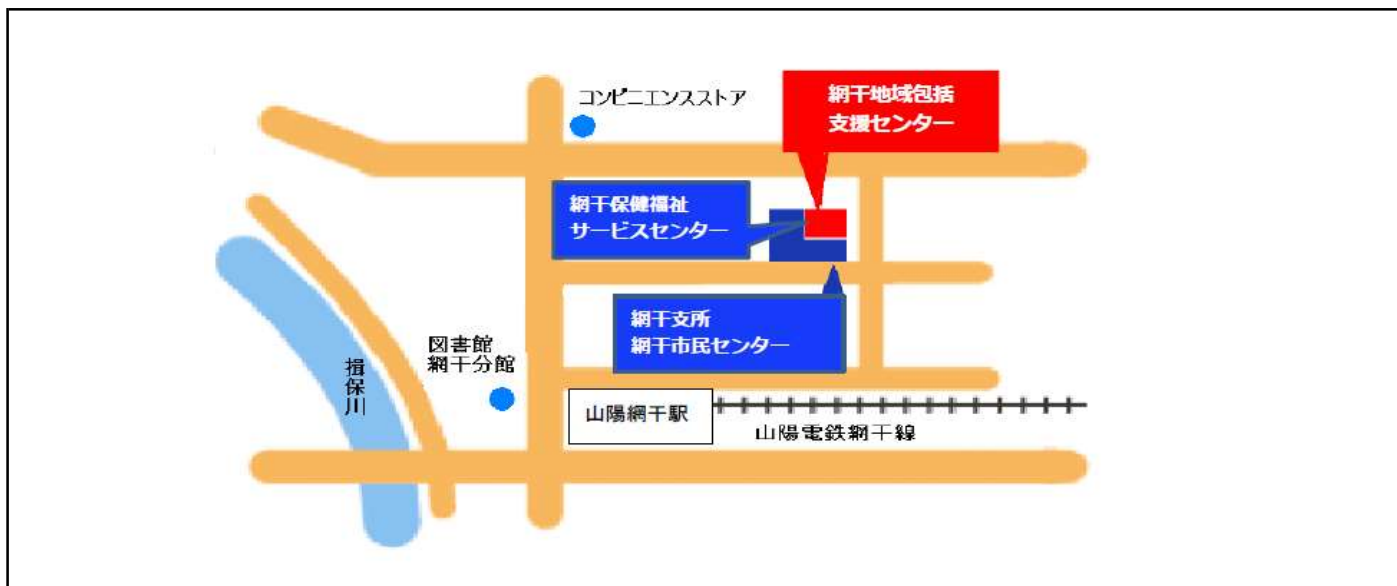 コンビニエンスストア
網干地域包括
支援センター
網干保健福祉
サービスセンター
網干支所
網干市民センター
図書館
網干分館
揖保川
山陽網干駅
山陽電鉄網干線